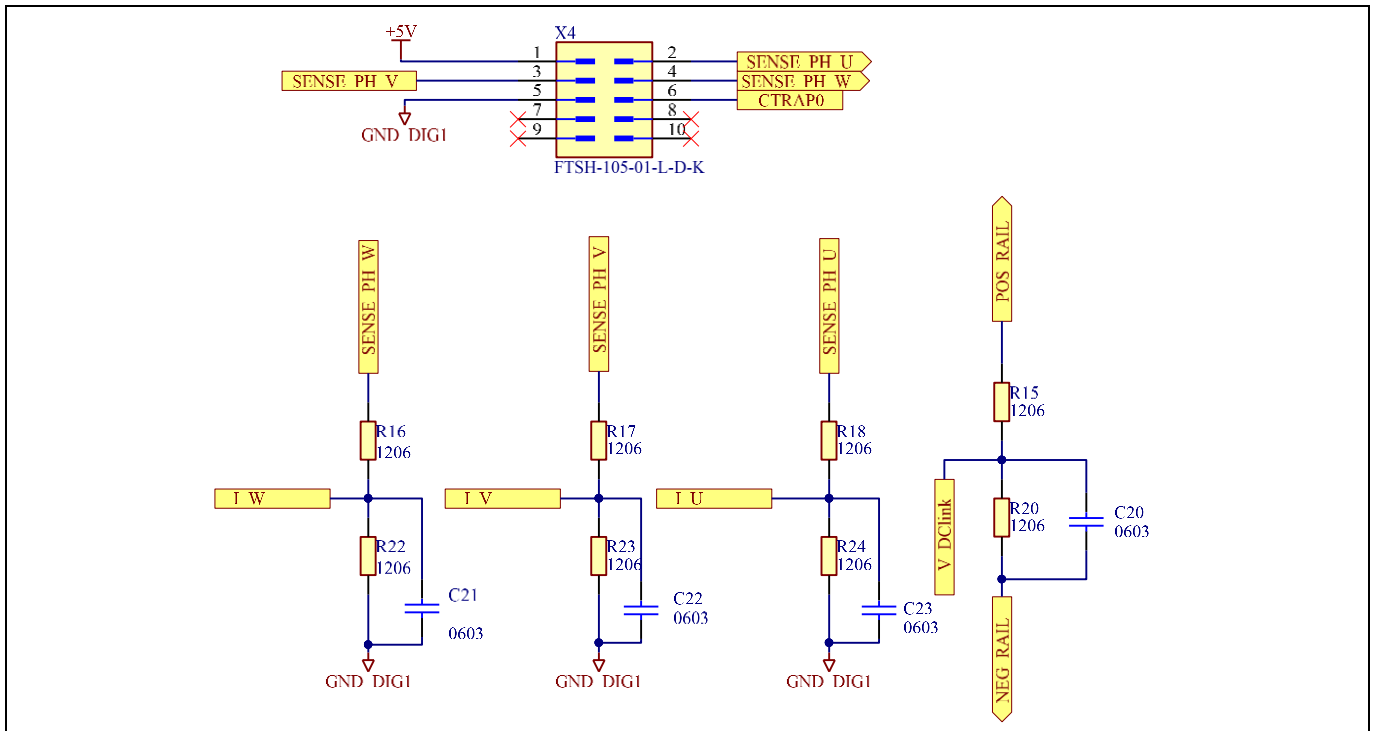 +5V
X4
1
2
SENSE PH U
3
4
SENSE PH V
SENSE PH W
5
6
CTRAP0
7
8
GND DIG1
9
10
FTSH-105-01-L-D-K
SENSE PH W
SENSE PH V
SENSE PH U
POS RAIL
R15
1206
R16
1206
R17
1206
R18
1206
I W
I V
I U
V DClink
R20
1206
C20
0603
R22
1206
R23
1206
R24
1206
C21
0603
C22
0603
C23
0603
NEG RAIL
GND DIG1
GND DIG1
GND DIG1